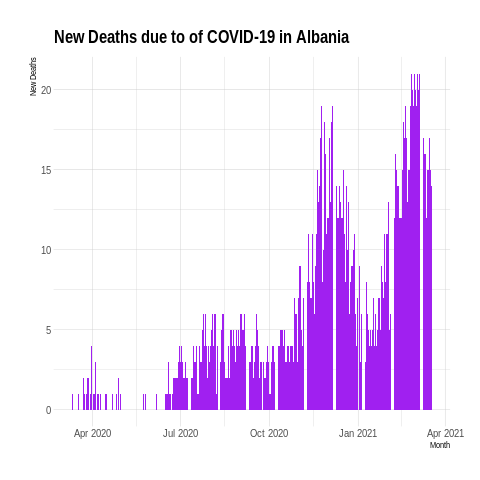 New Deaths due to of COVID-19 in Albania
New Deaths
20
15
10
5
0
Apr 2020 Jul 2020 Oct 2020 Jan 2021 Apr 2021
Month